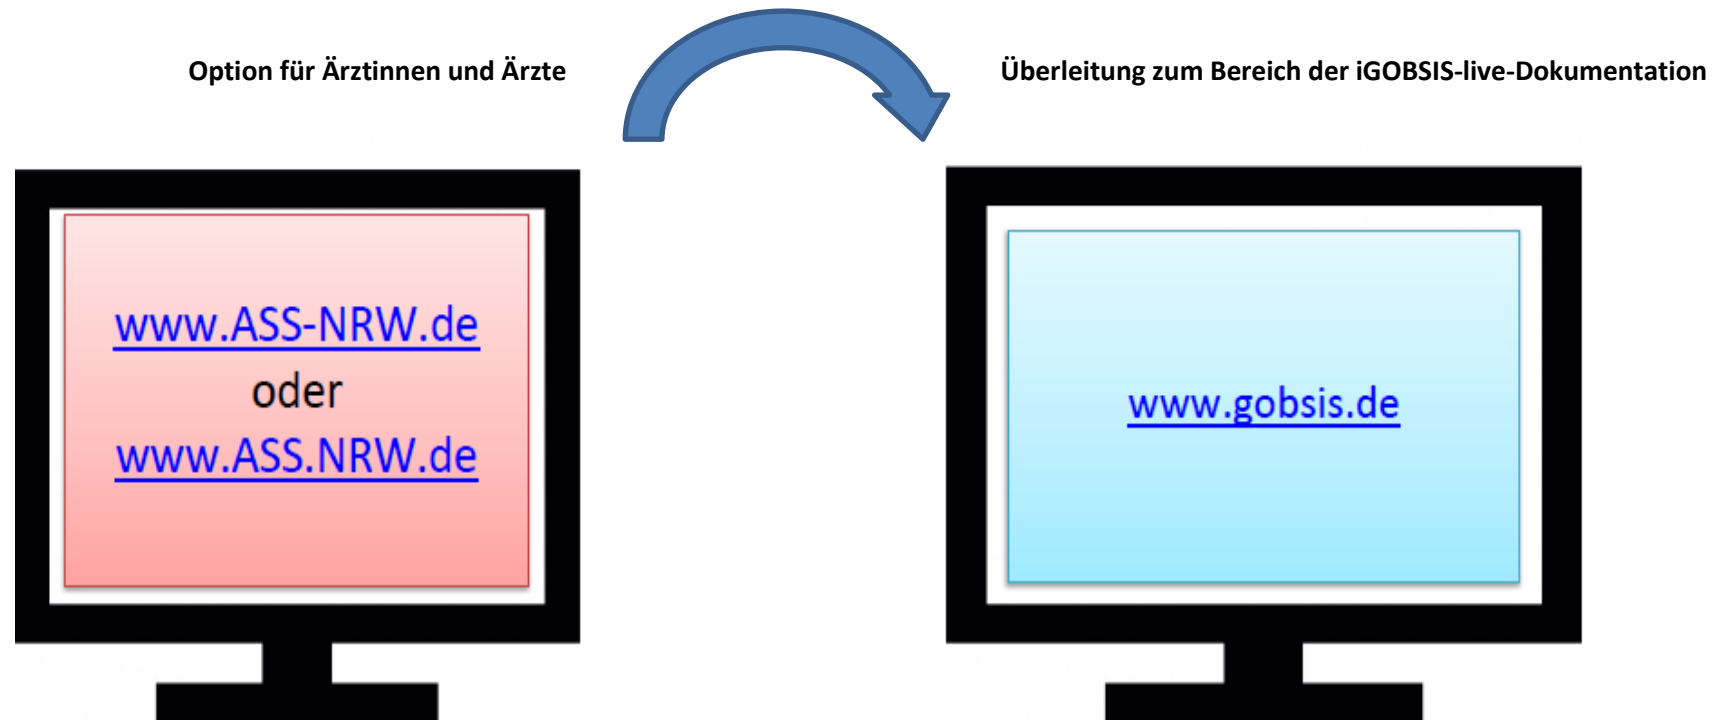 Option für Ärztinnen und Ärzte
Überleitung zum Bereich der iGOBSIS-live-Dokumentation
www.ASS-NRW.de
oder
www.ASS.NRW.de
www.gobsis.de